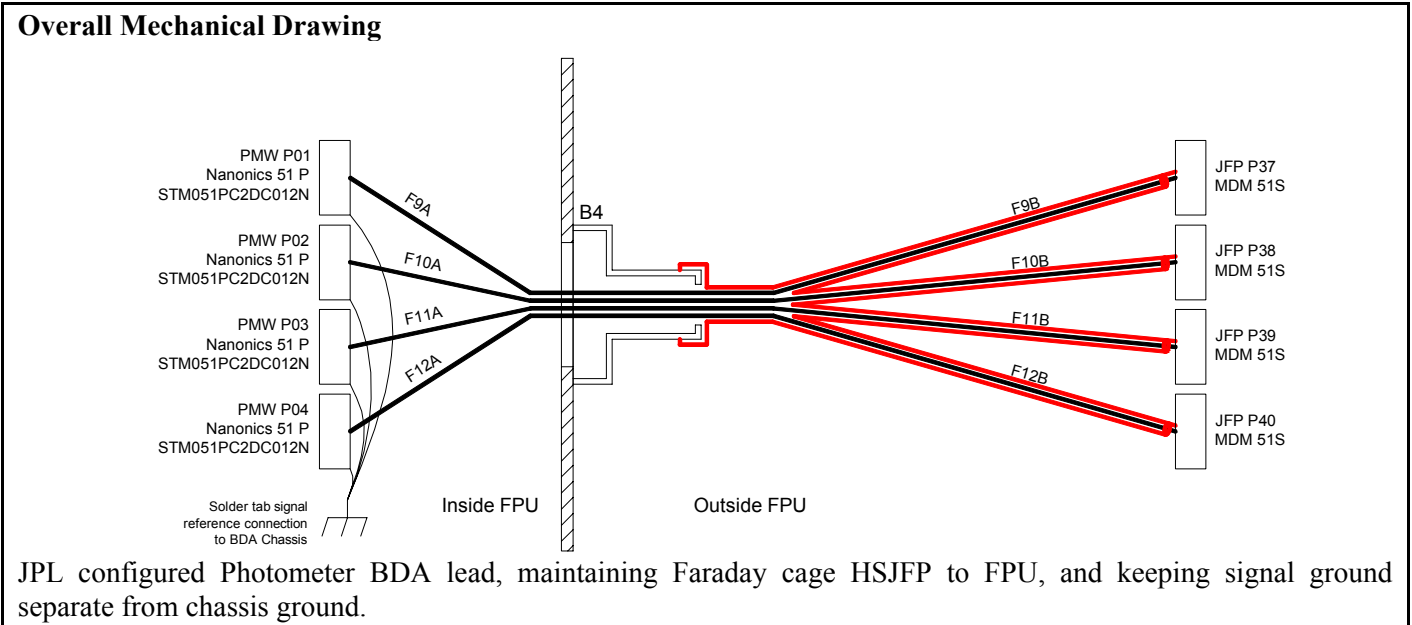 Overall Mechanical Drawing
PMW P01
Nanonics 51 P
STM051PC2DC012N
PMW P02
Nanonics 51 P
STM051PC2DC012N
PMW P03
Nanonics 51 P
STM051PC2DC012N
PMW P04
Nanonics 51 P
STM051PC2DC012N
Solder tab signal
reference connection
to BDA Chassis
F9A
F10A
F11A
F12A
Inside FPU
B4
Outside FPU
F9B
F10B
F11B
F12B
JFP P37
MDM 51S
JFP P38
MDM 51S
JFP P39
MDM 51S
JFP P40
MDM 51S
JPL configured Photometer BDA lead, maintaining Faraday cage HSJFP to FPU, and keeping signal ground
separate from chassis ground.